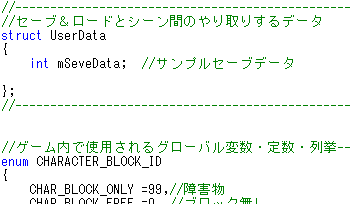 //------------------------------------------------
//セーブ＆ロードとシーン間のやり取りするデータ
struct UserData
{
    int mSeveData;  //サンプルセーブデータ

};
//------------------------------------------------
//ゲーム内で使用されるグローバル変数・定数・列挙--
enum CHARACTER_BLOCK_ID
{
    CHAR_BLOCK_ONLY =99,//障害物
    CHAR_BLOCK_FREE =0, //ブロック無し